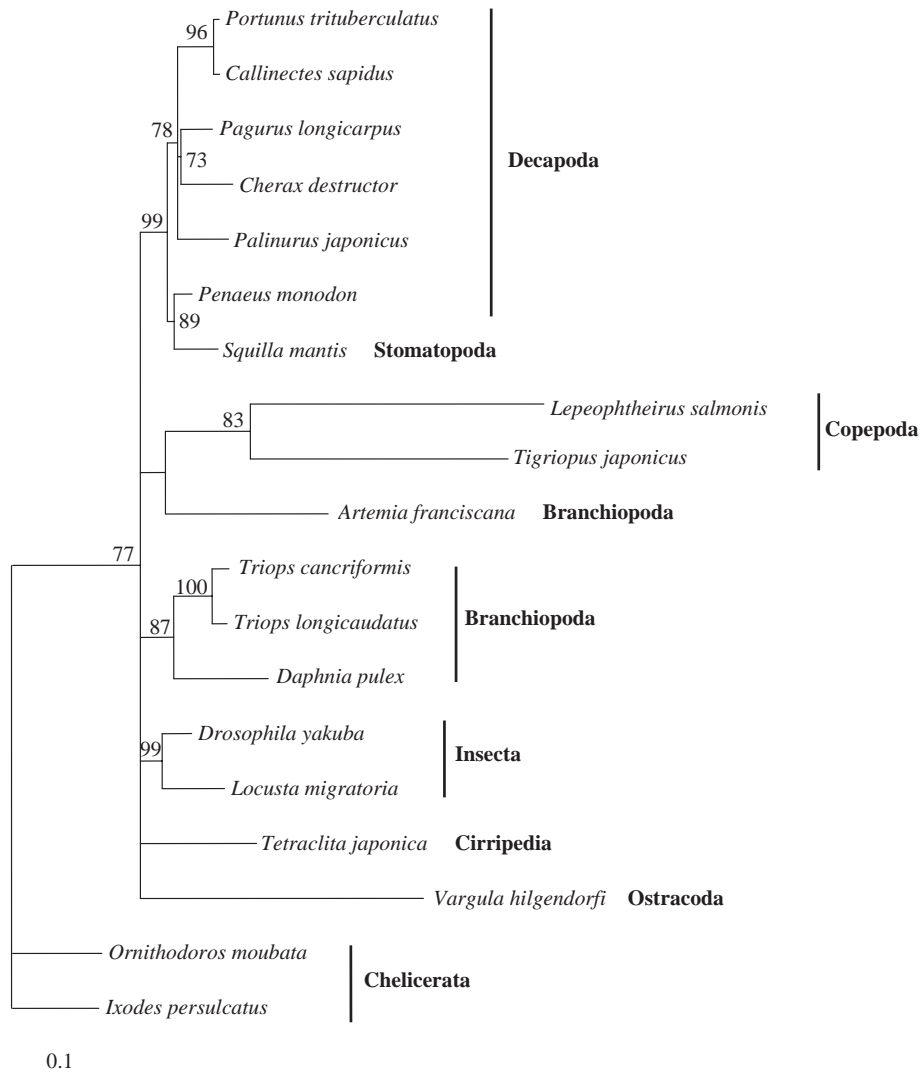 Portunus trituberculatus
96
Callinectes sapidus
Pagurus longicarpus
78
73
Decapoda
Cherax destructor
99
Palinurus japonicus
Penaeus monodon
89
Squilla mantis Stomatopoda
Lepeophtheirus salmonis
83
Copepoda
Tigriopus japonicus
Artemia franciscana Branchiopoda
77
Triops cancriformis
100
Branchiopoda
Triops longicaudatus
87
Daphnia pulex
Drosophila yakuba
99
Insecta
Locusta migratoria
Tetraclita japonica Cirripedia
Vargula hilgendorfi Ostracoda
Ornithodoros moubata
Chelicerata
Ixodes persulcatus
0.1